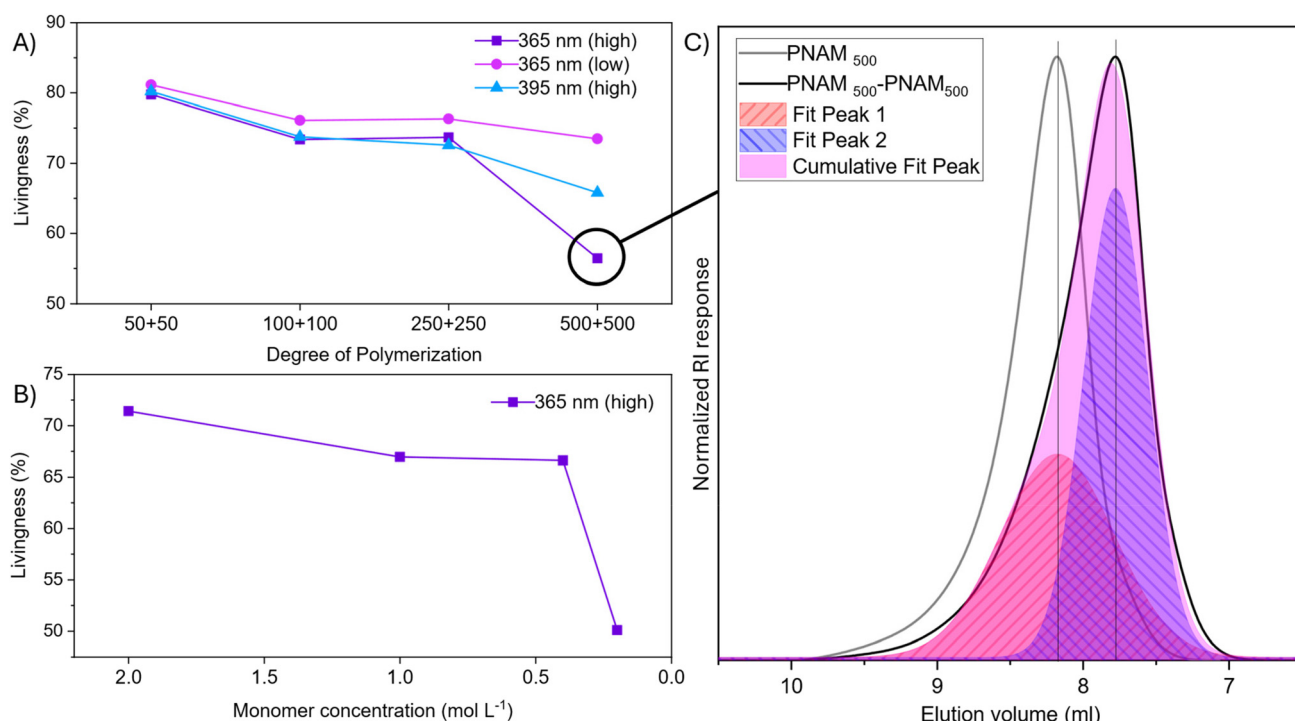 A)
90
80
70
60
50
Livingness (%)
365 nm (high)
365 nm (low)
395 nm (high)
50+50
100+100
250+250
500+500
Degree of Polymerization
B)
75
70
65
60
55
50
Livingness (%)
365 nm (high)
2.0
1.5
1.0
0.5
0.0
Monomer concentration (mol L⁻¹)
C)
PNAM ₅₀₀
PNAM ₅₀₀-PNAM₅₀₀
Fit Peak 1
Fit Peak 2
Cumulative Fit Peak
Normalized RI response
10
9
8
7
Elution volume (ml)